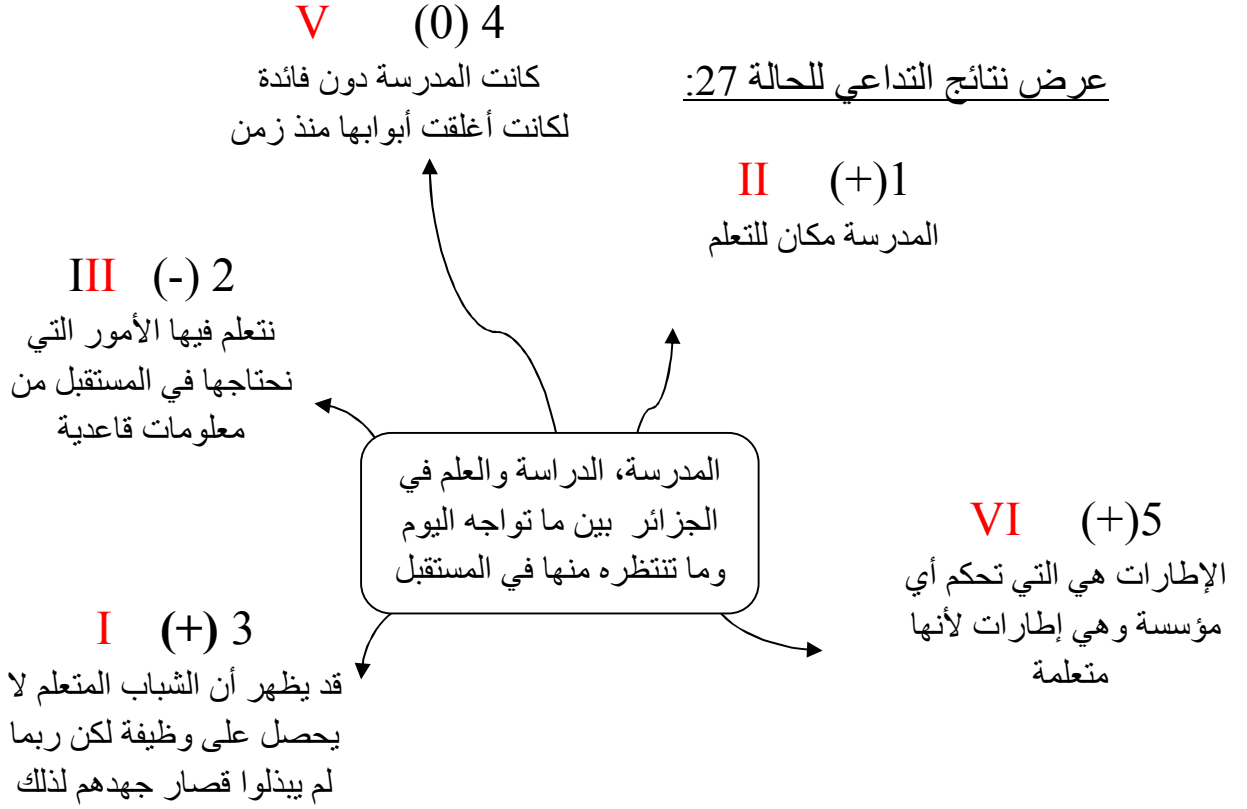 عرض نتائج التداعي للحالة 27:
V (0) 4
كانت المدرسة دون فائدة
لكانت أغلقت أبوابها منذ زمن
II (+)1
المدرسة مكان للتعلم
III (-) 2
نتعلم فيها الأمور التي
نحتاجها في المستقبل من
معلومات قاعدية
المدرسة، الدراسة والعلم في
الجزائر بين ما تواجه اليوم
وما تنتظره منها في المستقبل
VI (+)5
الإطارات هي التي تحكم أي
مؤسسة وهي إطارات لأنها
متعلمة
I (+) 3
قد يظهر أن الشباب المتعلم لا
يحصل على وظيفة لكن ربما
لم يبذلوا قصار جهدهم لذلك